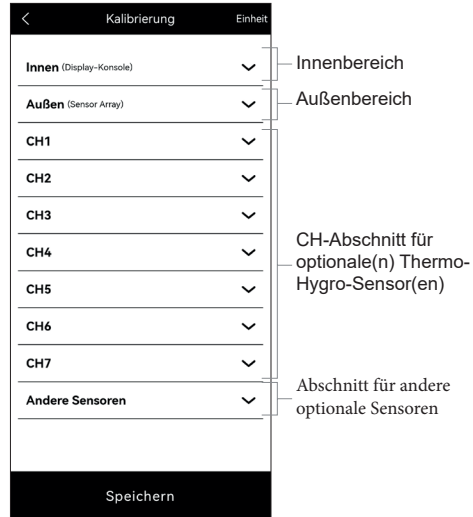 Kalibrierung Einheit
Innen (Display-Konsole)
Innenbereich
Außen (Sensor Array)
Außenbereich
CH1
CH2
CH3
CH4
CH5
CH6
CH7
CH-Abschnitt für
optionale(n) Thermo-
Hygro-Sensor(en)
Andere Sensoren
Abschnitt für andere
optionale Sensoren
Speichern